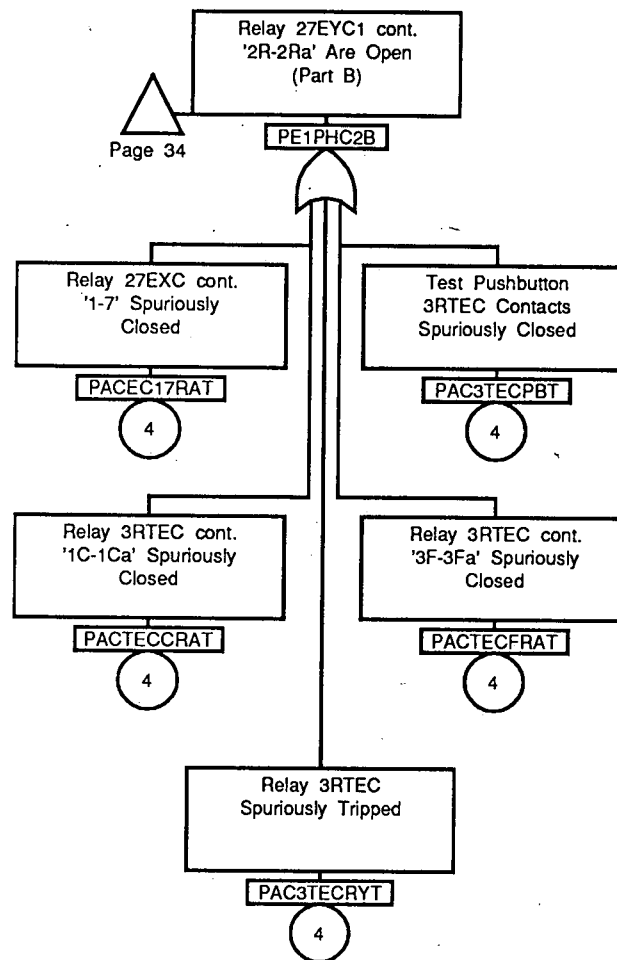 Relay 27EYC1 cont.
'2R-2Ra' Are Open
(Part B)
Page 34
PE1PHC2B
Relay 27EXC cont.
'1-7' Spuriously
Closed
PACEC17RAT
4
Test Pushbutton
3RTEC Contacts
Spuriously Closed
PAC3TECPBT
4
Relay 3RTEC cont.
'1C-1Ca' Spuriously
Closed
PACTECCRAT
4
Relay 3RTEC cont.
'3F-3Fa' Spuriously
Closed
PACTECFRAT
4
Relay 3RTEC
Spuriously Tripped
PAC3TECRYT
4